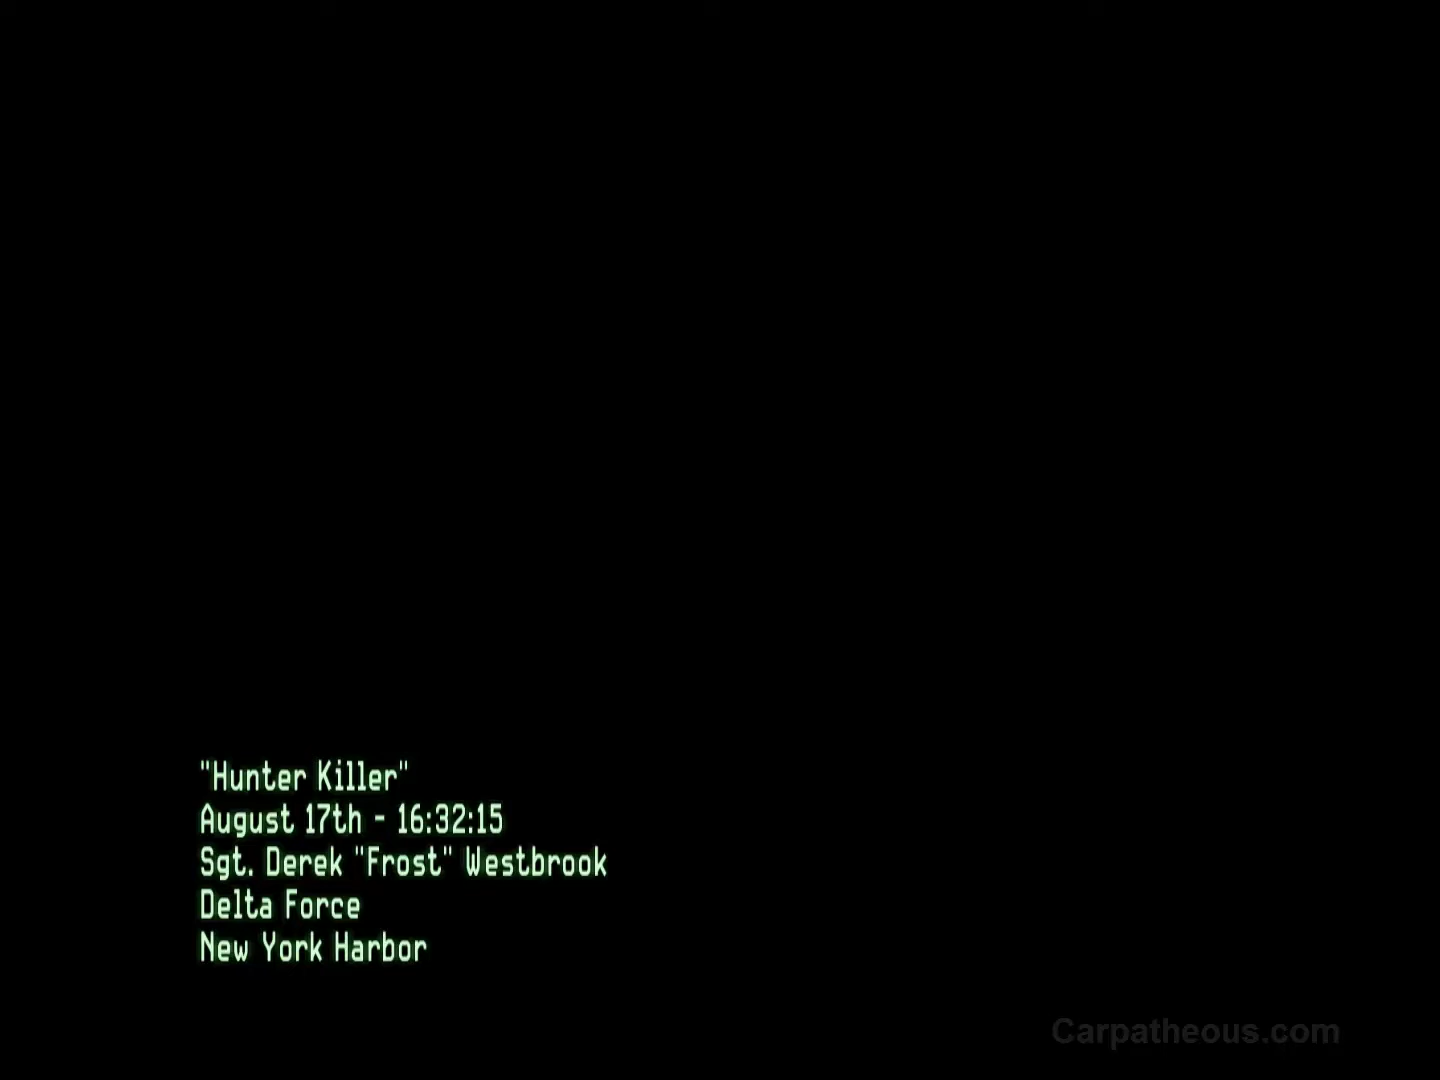 "Hunter Killer"
August 17th - 16:32:15
Sgt. Derek "Frost" Westbrook
Delta Force
New York Harbor
Carpatheous.com